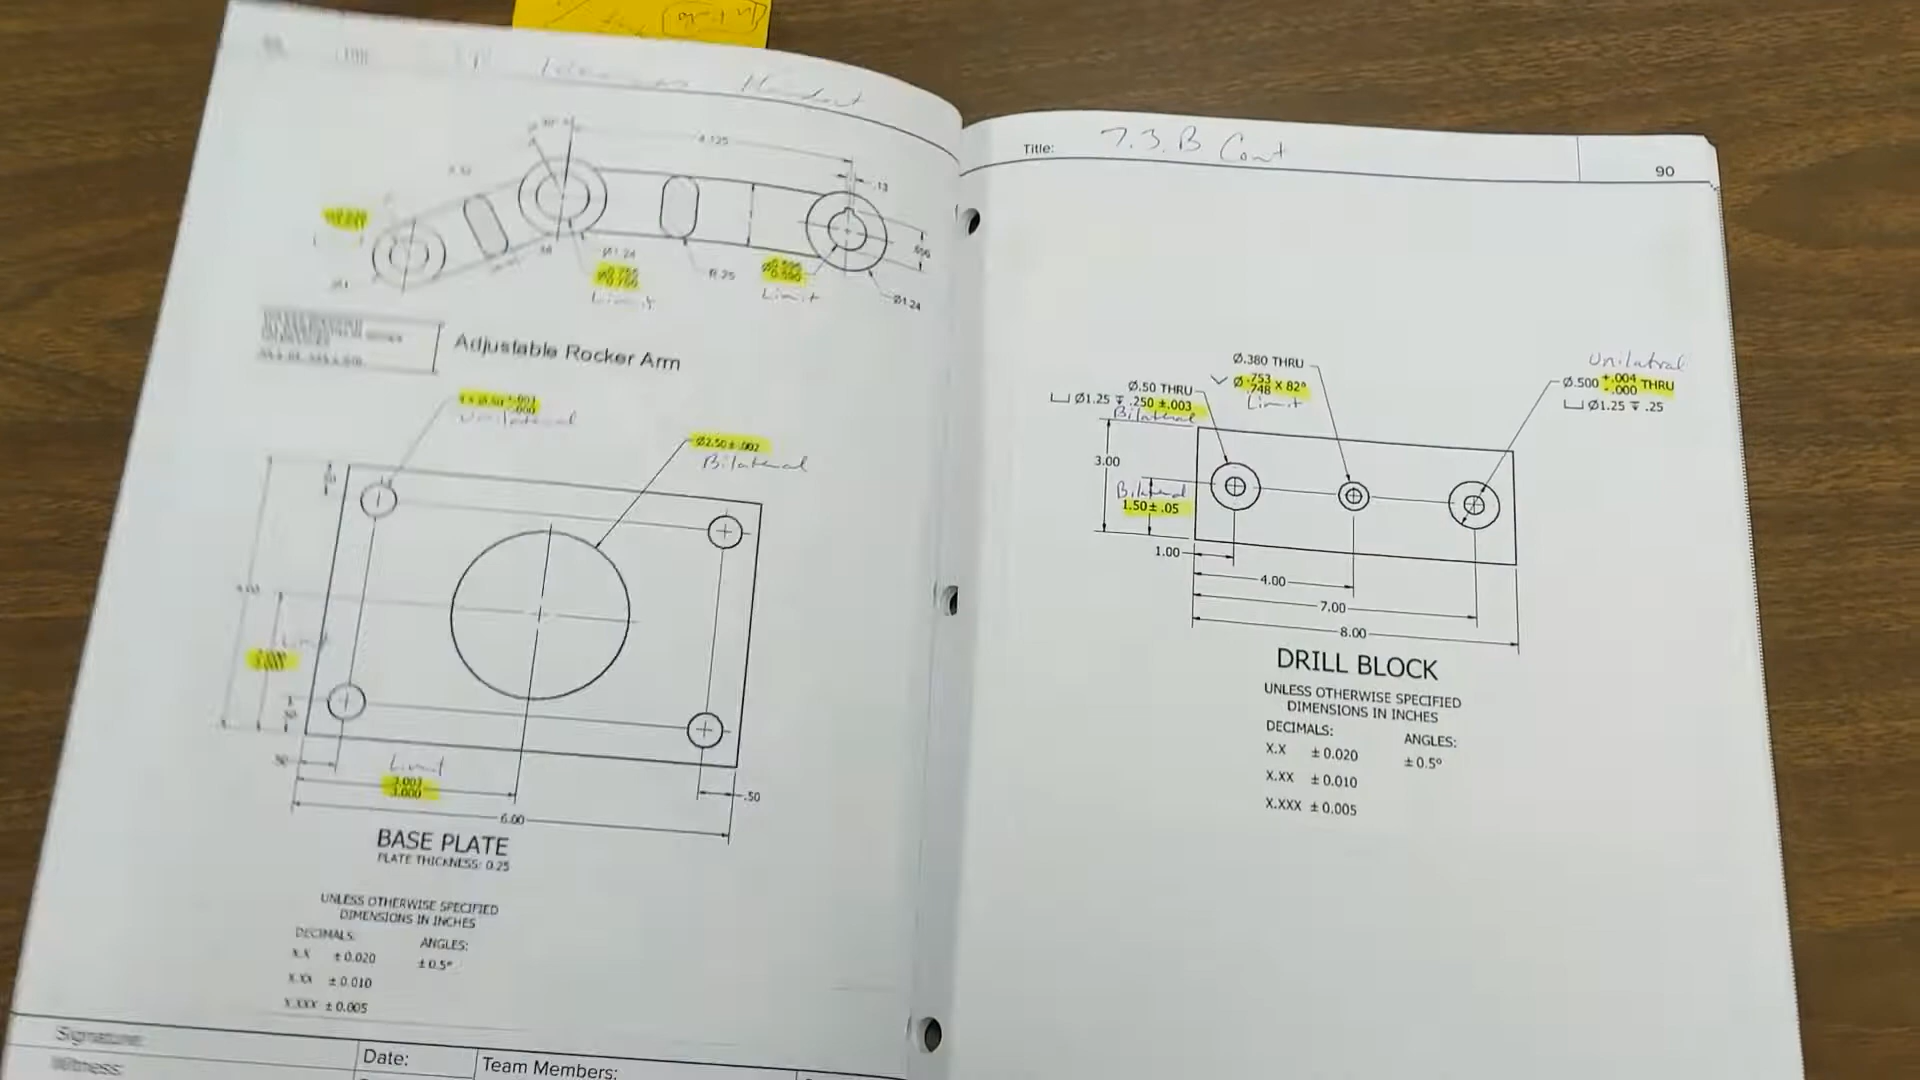 Handout
4.125
.13
Ø1.24
R.25
Limit
Limit
Ø1.24
Adjustable Rocker Arm
Unilateral
Ø2.50±.002
Bilateral
Limit
3.003
3.000
.50
6.00
BASE PLATE
PLATE THICKNESS: 0.25
UNLESS OTHERWISE SPECIFIED
DIMENSIONS IN INCHES
DECIMALS:
ANGLES:
X.X ± 0.020
± 0.5°
X.XX ± 0.010
X.XXX ± 0.005
Signature:
Witness:
Date:
Team Members:
Title: 7.3.B Cont
90
Unilatral
Ø.380 THRU
Ø .753 .748 X 82°
Limit
Ø.50 THRU
⌴ Ø1.25 ↧ .250 ±.003
Bilateral
Ø.500 +.004 -.000 THRU
⌴ Ø1.25 ↧ .25
3.00
Bilateral
1.50± .05
1.00
4.00
7.00
8.00
DRILL BLOCK
UNLESS OTHERWISE SPECIFIED
DIMENSIONS IN INCHES
DECIMALS:
ANGLES:
X.X ± 0.020
± 0.5°
X.XX ± 0.010
X.XXX ± 0.005